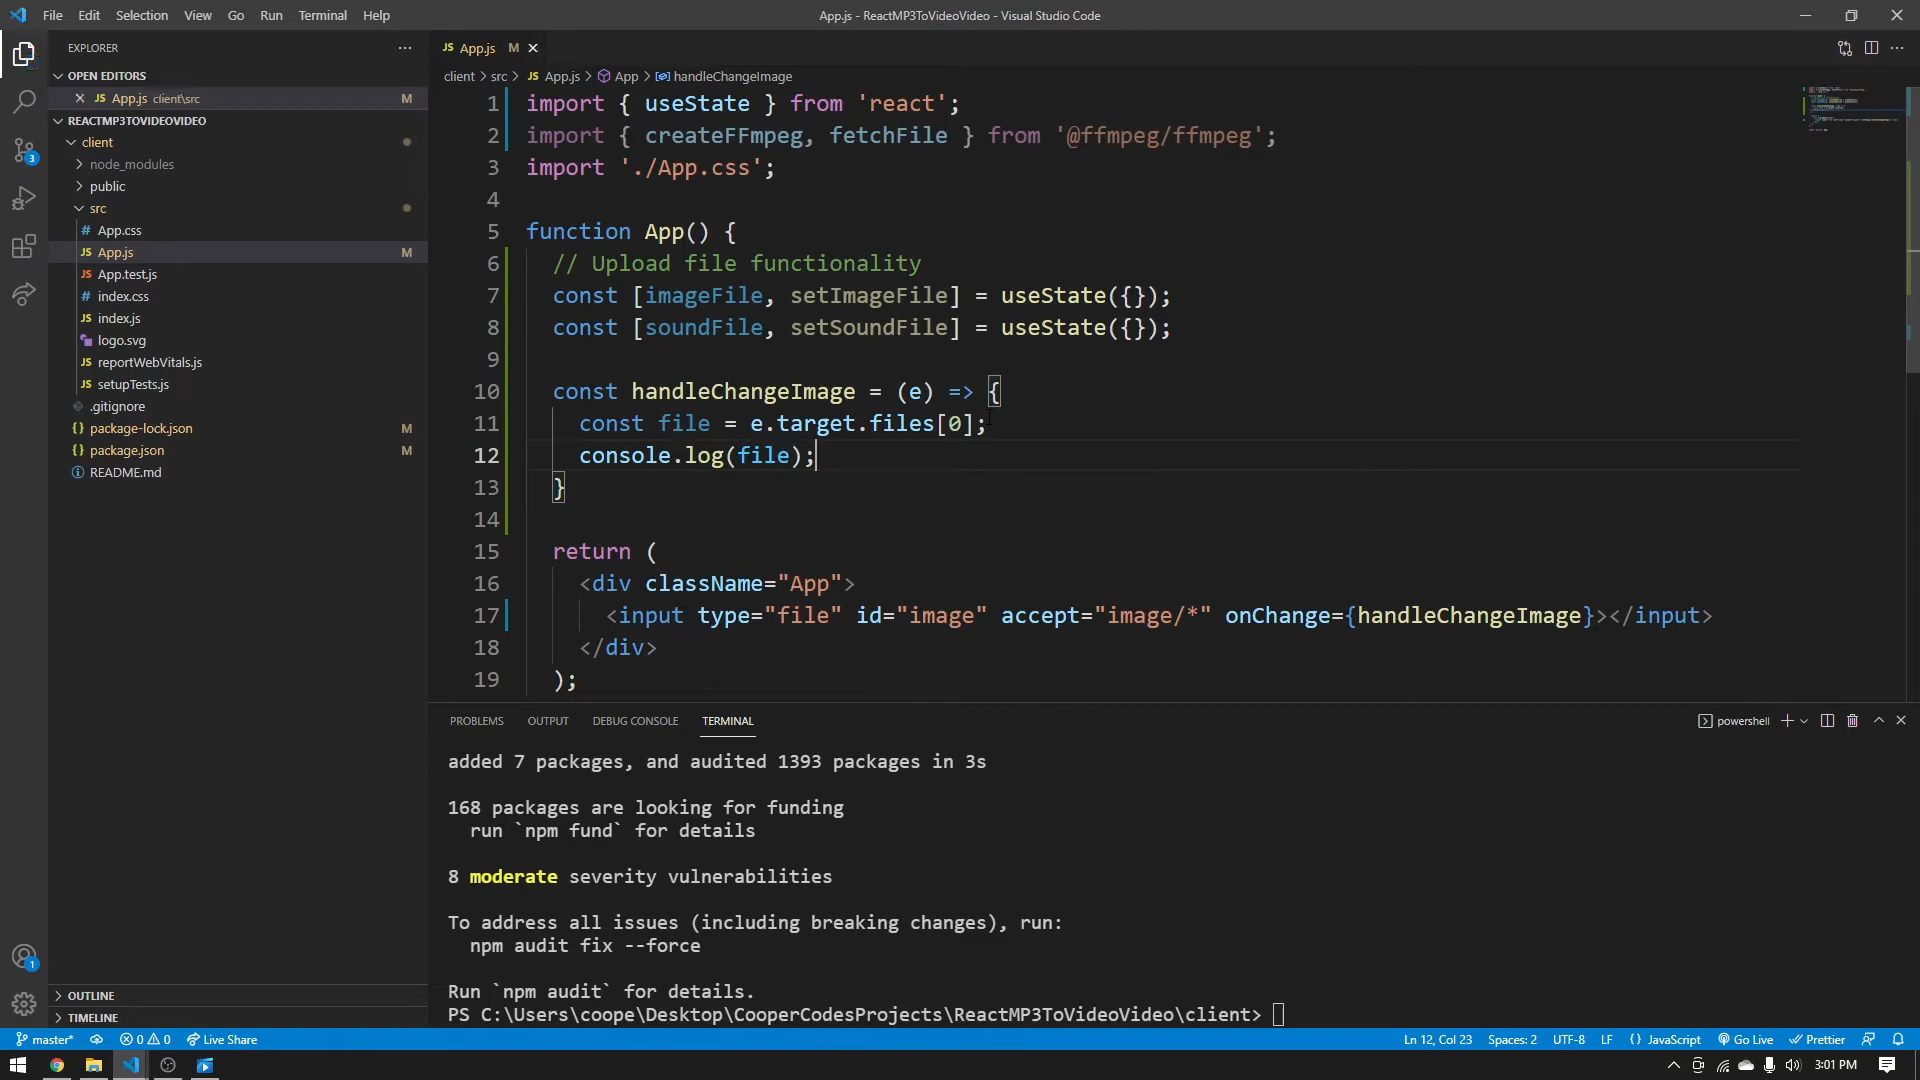 File Edit Selection View Go Run Terminal Help
App.js - ReactMP3ToVideoVideo - Visual Studio Code
EXPLORER
OPEN EDITORS
App.js client\src M
REACTMP3TOVIDEOVIDEO
client
node_modules
public
src
App.css
App.js M
App.test.js
index.css
index.js
logo.svg
reportWebVitals.js
setupTests.js
.gitignore
package-lock.json M
package.json M
README.md
OUTLINE
TIMELINE
App.js M
client > src > App.js > App > handleChangeImage
1 import { useState } from 'react';
2 import { createFFmpeg, fetchFile } from '@ffmpeg/ffmpeg';
3 import './App.css';
4
5 function App() {
6 // Upload file functionality
7 const [imageFile, setImageFile] = useState({});
8 const [soundFile, setSoundFile] = useState({});
9
10 const handleChangeImage = (e) => {
11 const file = e.target.files[0];
12 console.log(file);
13 }
14
15 return (
16 <div className="App">
17 <input type="file" id="image" accept="image/*" onChange={handleChangeImage}></input>
18 </div>
19 );
PROBLEMS OUTPUT DEBUG CONSOLE TERMINAL
powershell
added 7 packages, and audited 1393 packages in 3s
168 packages are looking for funding
run `npm fund` for details
8 moderate severity vulnerabilities
To address all issues (including breaking changes), run:
npm audit fix --force
Run `npm audit` for details.
PS C:\Users\coope\Desktop\CooperCodesProjects\ReactMP3ToVideoVideo\client>
3
1
master* 0 0 Live Share
Ln 12, Col 23 Spaces: 2 UTF-8 LF {} JavaScript Go Live Prettier
3:01 PM